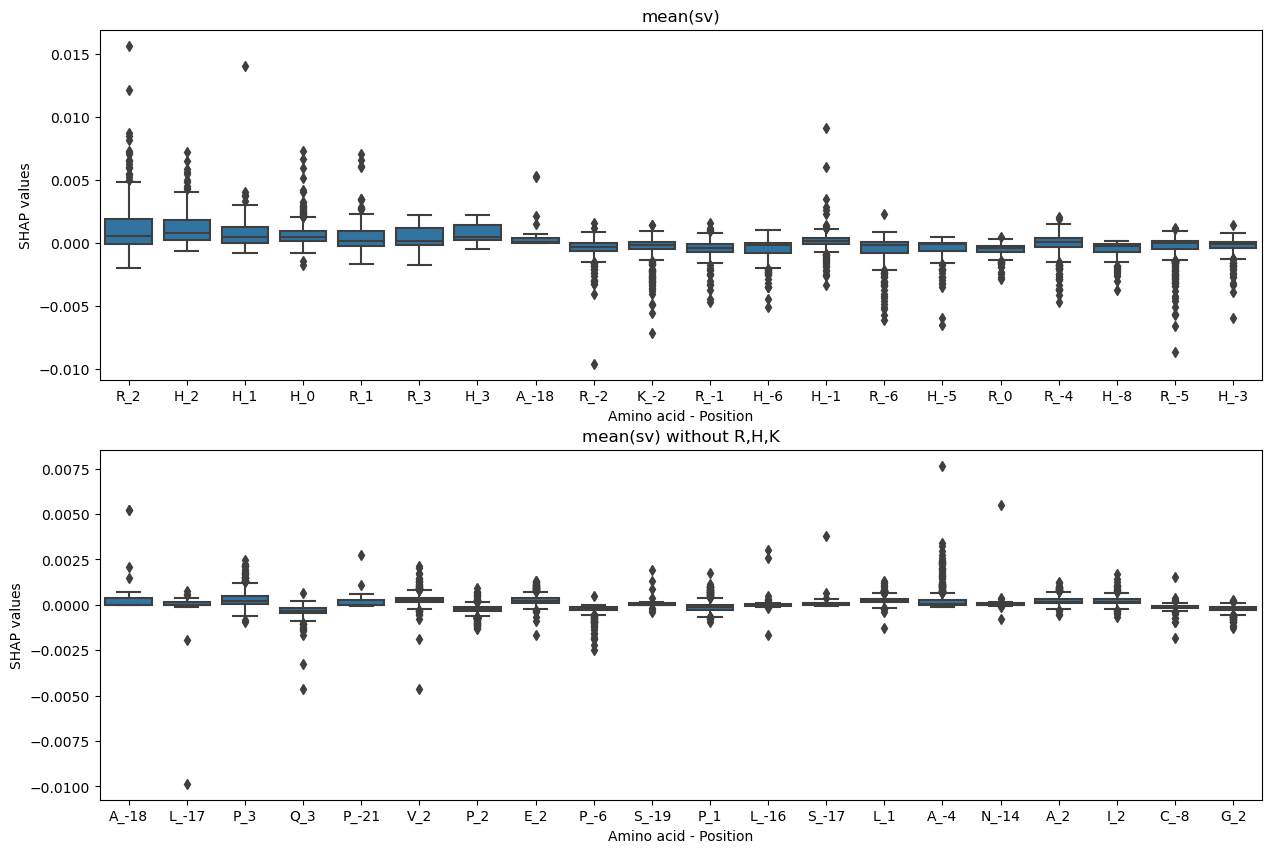 mean(sv)
0.015
0.010
0.005
0.000
−0.005
−0.010
SHAP values
R_2 H_2 H_1 H_0 R_1 R_3 H_3 A_-18 R_-2 K_-2 R_-1 H_-6 H_-1 R_-6 H_-5 R_0 R_-4 H_-8 R_-5 H_-3
Amino acid - Position
mean(sv) without R,H,K
0.0075
0.0050
0.0025
0.0000
−0.0025
−0.0050
−0.0075
−0.0100
SHAP values
A_-18 L_-17 P_3 Q_3 P_-21 V_2 P_2 E_2 P_-6 S_-19 P_1 L_-16 S_-17 L_1 A_-4 N_-14 A_2 I_2 C_-8 G_2
Amino acid - Position